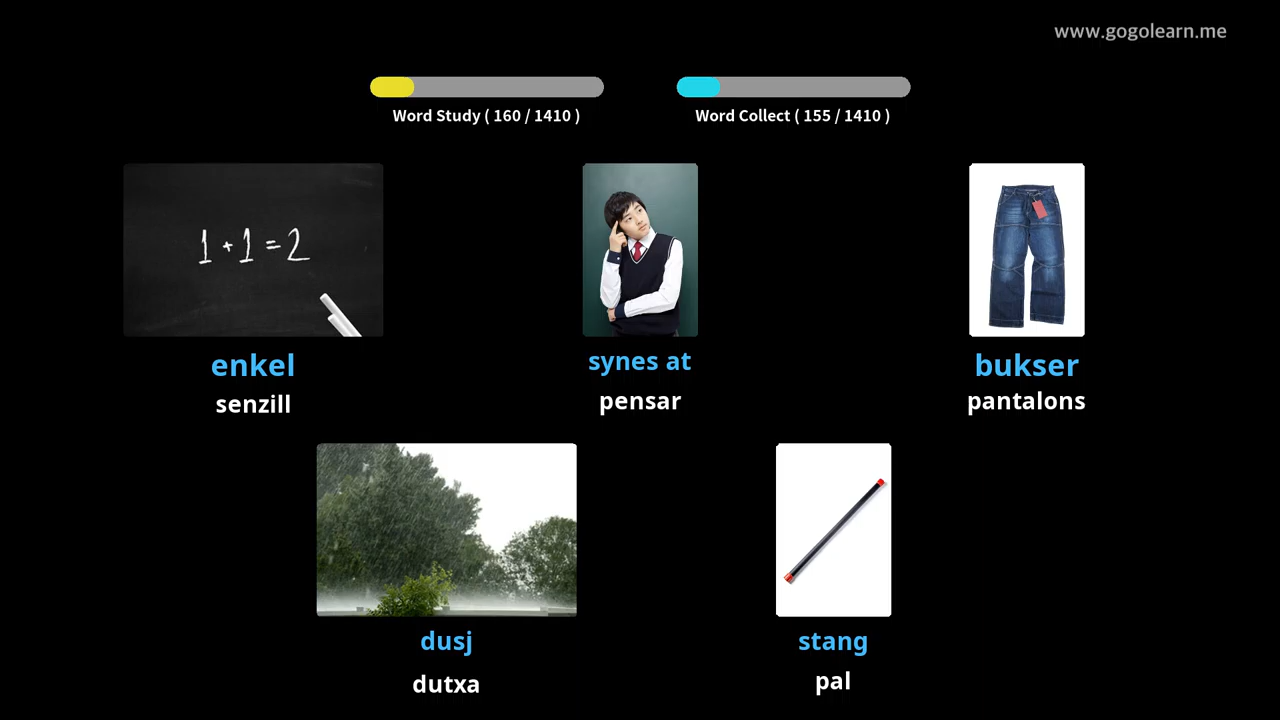 www.gogolearn.me
Word Study ( 160 / 1410 )
Word Collect ( 155 / 1410 )
1 + 1 = 2
enkel
senzill
synes at
pensar
bukser
pantalons
dusj
dutxa
stang
pal